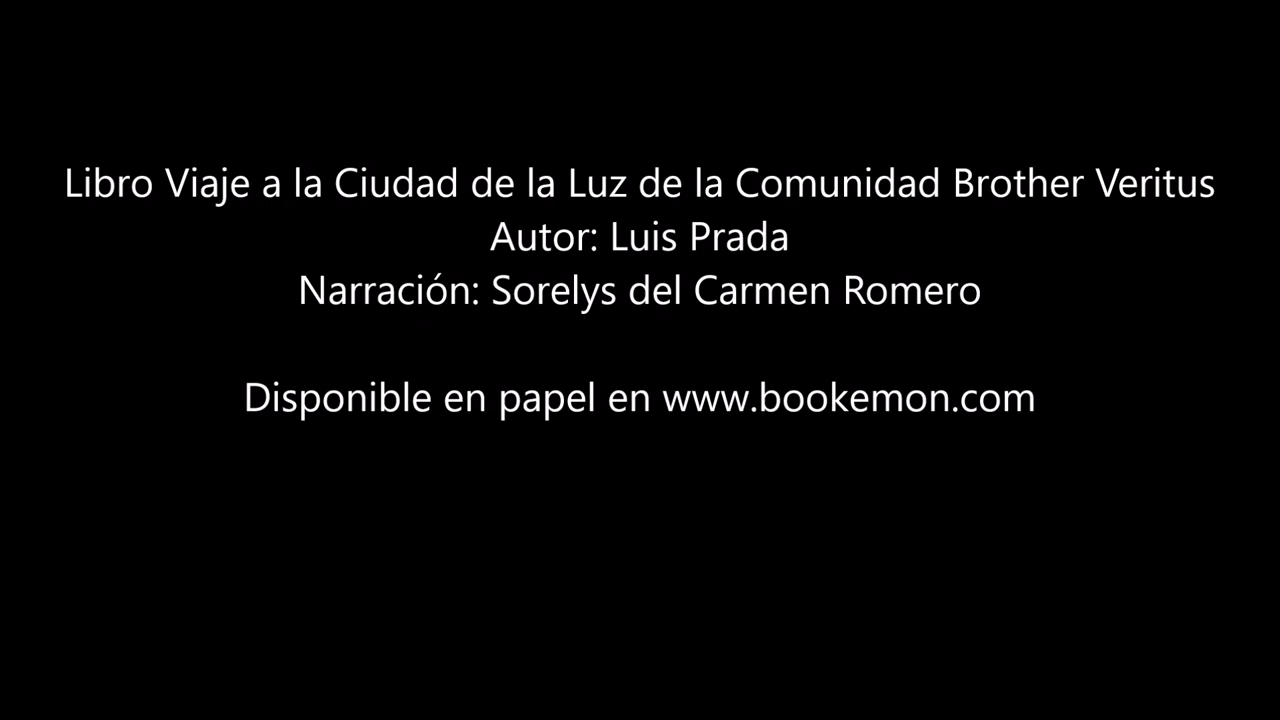 Libro Viaje a la Ciudad de la Luz de la Comunidad Brother Veritus
Autor: Luis Prada
Narración: Sorelys del Carmen Romero
Disponible en papel en www.bookemon.com